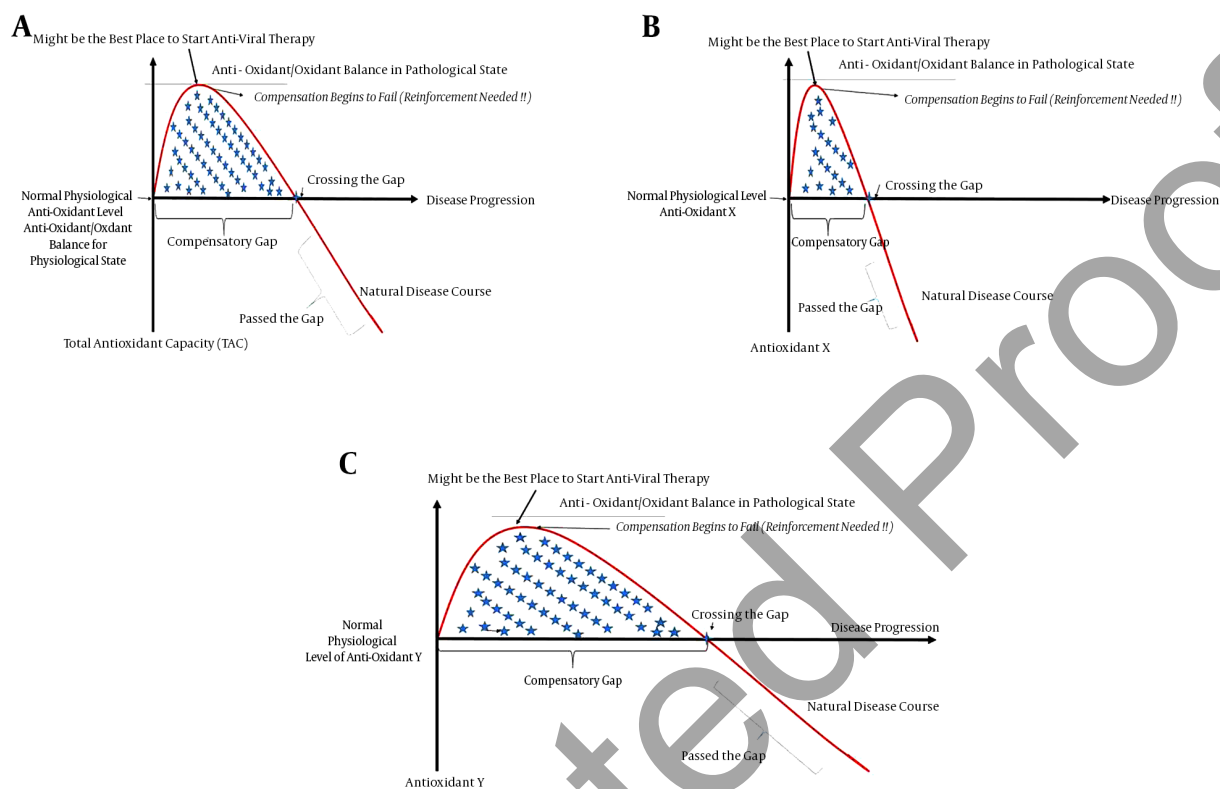 A
Might be the Best Place to Start Anti-Viral Therapy
Anti - Oxidant/Oxidant Balance in Pathological State
Compensation Begins to Fail (Reinforcement Needed !!)
Crossing the Gap
Normal Physiological
Anti-Oxidant Level
Anti-Oxidant/Oxdant
Balance for
Physiological State
Disease Progression
Compensatory Gap
Natural Disease Course
Passed the Gap
Total Antioxidant Capacity (TAC)
B
Might be the Best Place to Start Anti-Viral Therapy
Anti - Oxidant/Oxidant Balance in Pathological State
Compensation Begins to Fail (Reinforcement Needed !!)
Crossing the Gap
Normal Physiological Level
Anti-Oxidant X
Disease Progression
Compensatory Gap
Natural Disease Course
Passed the Gap
Antioxidant X
C
Might be the Best Place to Start Anti-Viral Therapy
Anti - Oxidant/Oxidant Balance in Pathological State
Compensation Begins to Fail (Reinforcement Needed !!)
Crossing the Gap
Normal
Physiological
Level of Anti-Oxidant Y
Disease Progression
Compensatory Gap
Natural Disease Course
Passed the Gap
Antioxidant Y